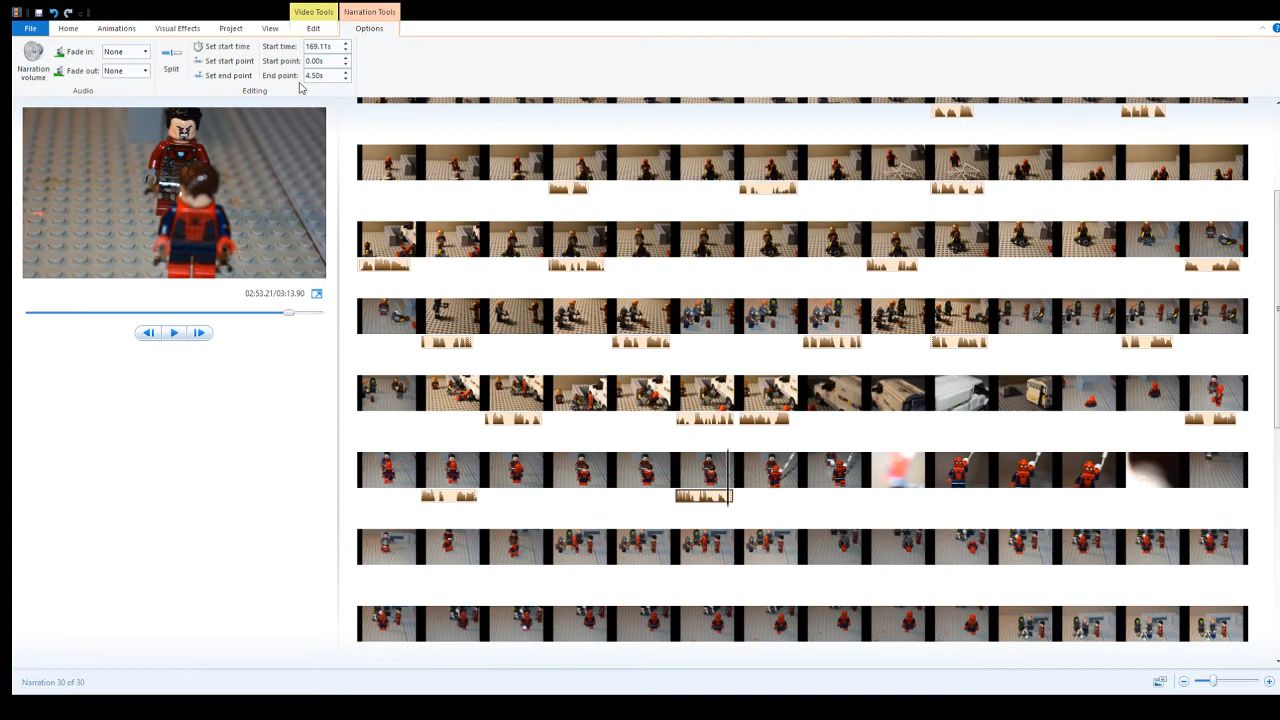 Video Tools Narration Tools
File Home Animations Visual Effects Project View Edit Options
Narration volume
Fade in: None
Fade out: None
Split
Set start time
Set start point
Set end point
Start time: 169.11s
Start point: 0.00s
End point: 4.50s
Audio Editing
02:53.21/03:13.90
Narration 30 of 30